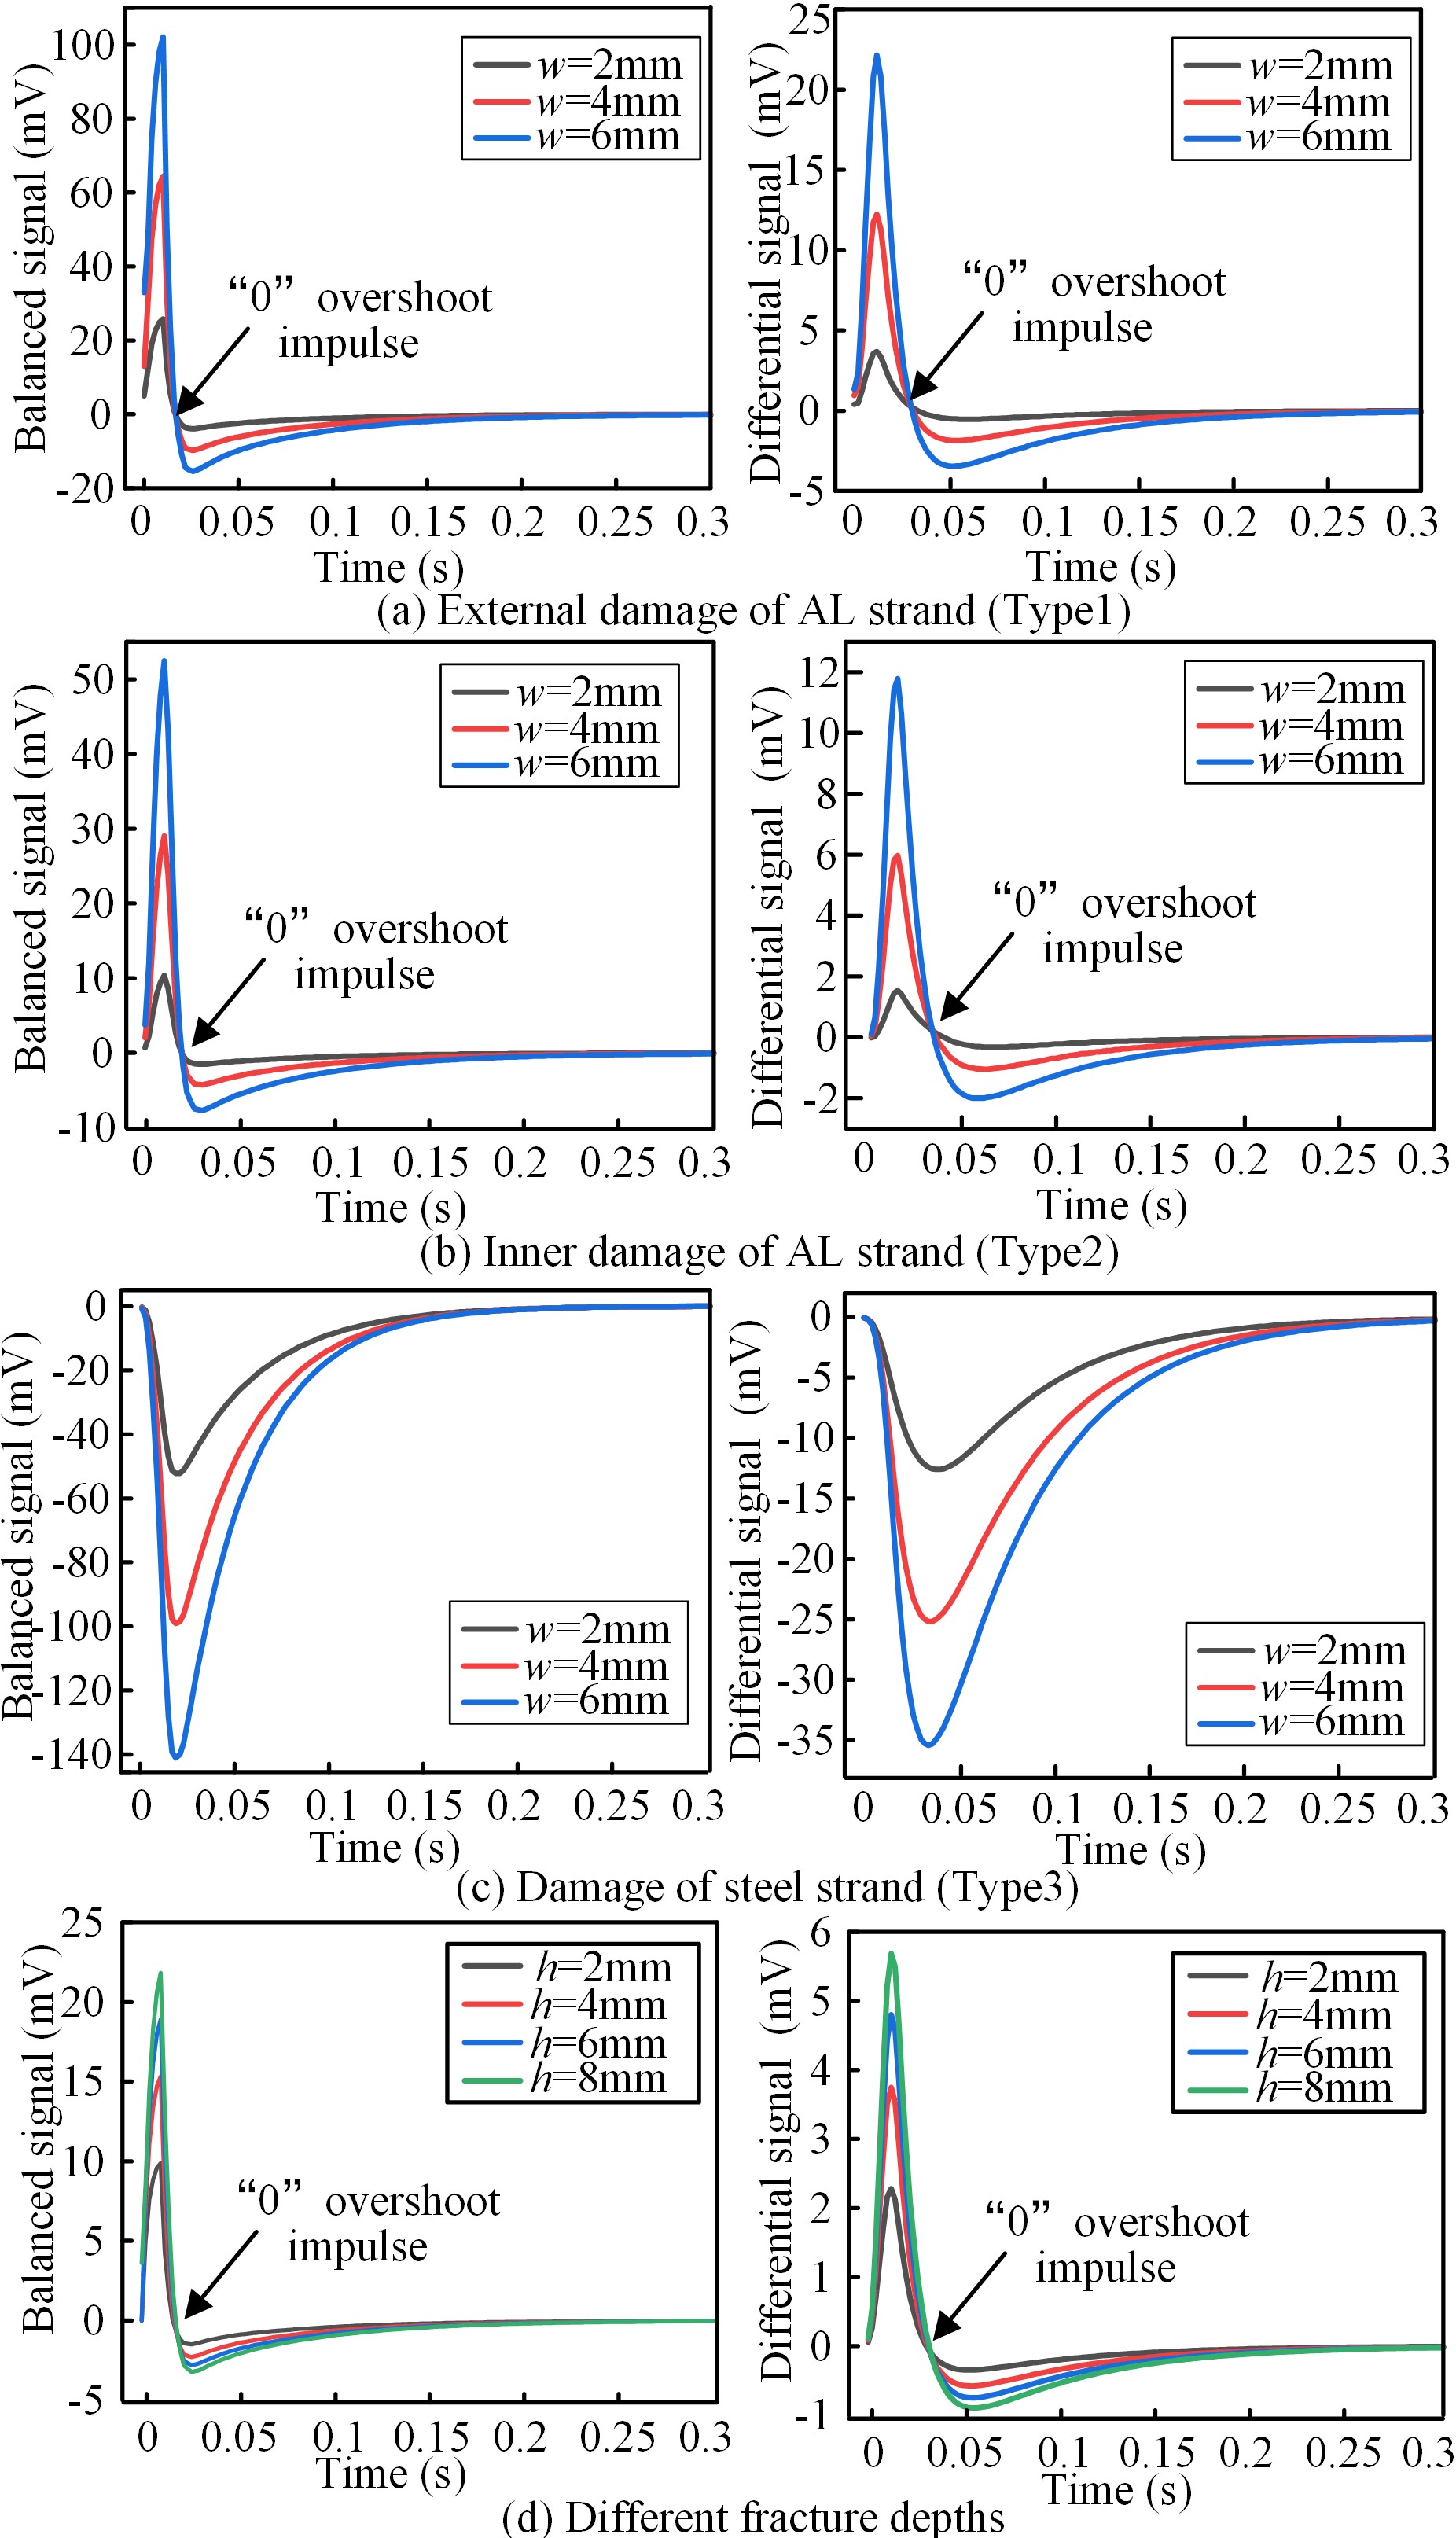 Balanced signal (mV)
100
80
60
40
20
0
-20
w=2mm
w=4mm
w=6mm
“0” overshoot
impulse
0 0.05 0.1 0.15 0.2 0.25 0.3
Time (s)
Differential signal (mV)
25
20
15
10
5
0
-5
w=2mm
w=4mm
w=6mm
“0” overshoot
impulse
0 0.05 0.1 0.15 0.2 0.25 0.3
Time (s)
(a) External damage of AL strand (Type1)
Balanced signal (mV)
50
40
30
20
10
0
-10
w=2mm
w=4mm
w=6mm
“0” overshoot
impulse
0 0.05 0.1 0.15 0.2 0.25 0.3
Time (s)
Differential signal (mV)
12
10
8
6
4
2
0
-2
w=2mm
w=4mm
w=6mm
“0” overshoot
impulse
0 0.05 0.1 0.15 0.2 0.25 0.3
Time (s)
(b) Inner damage of AL strand (Type2)
Balanced signal (mV)
0
-20
-40
-60
-80
-100
-120
-140
w=2mm
w=4mm
w=6mm
0 0.05 0.1 0.15 0.2 0.25 0.3
Time (s)
Differential signal (mV)
0
-5
-10
-15
-20
-25
-30
-35
w=2mm
w=4mm
w=6mm
0 0.05 0.1 0.15 0.2 0.25 0.3
Time (s)
(c) Damage of steel strand (Type3)
Balanced signal (mV)
25
20
15
10
5
0
-5
h=2mm
h=4mm
h=6mm
h=8mm
“0” overshoot
impulse
0 0.05 0.1 0.15 0.2 0.25 0.3
Time (s)
Differential signal (mV)
6
5
4
3
2
1
0
-1
h=2mm
h=4mm
h=6mm
h=8mm
“0” overshoot
impulse
0 0.05 0.1 0.15 0.2 0.25 0.3
Time (s)
(d) Different fracture depths